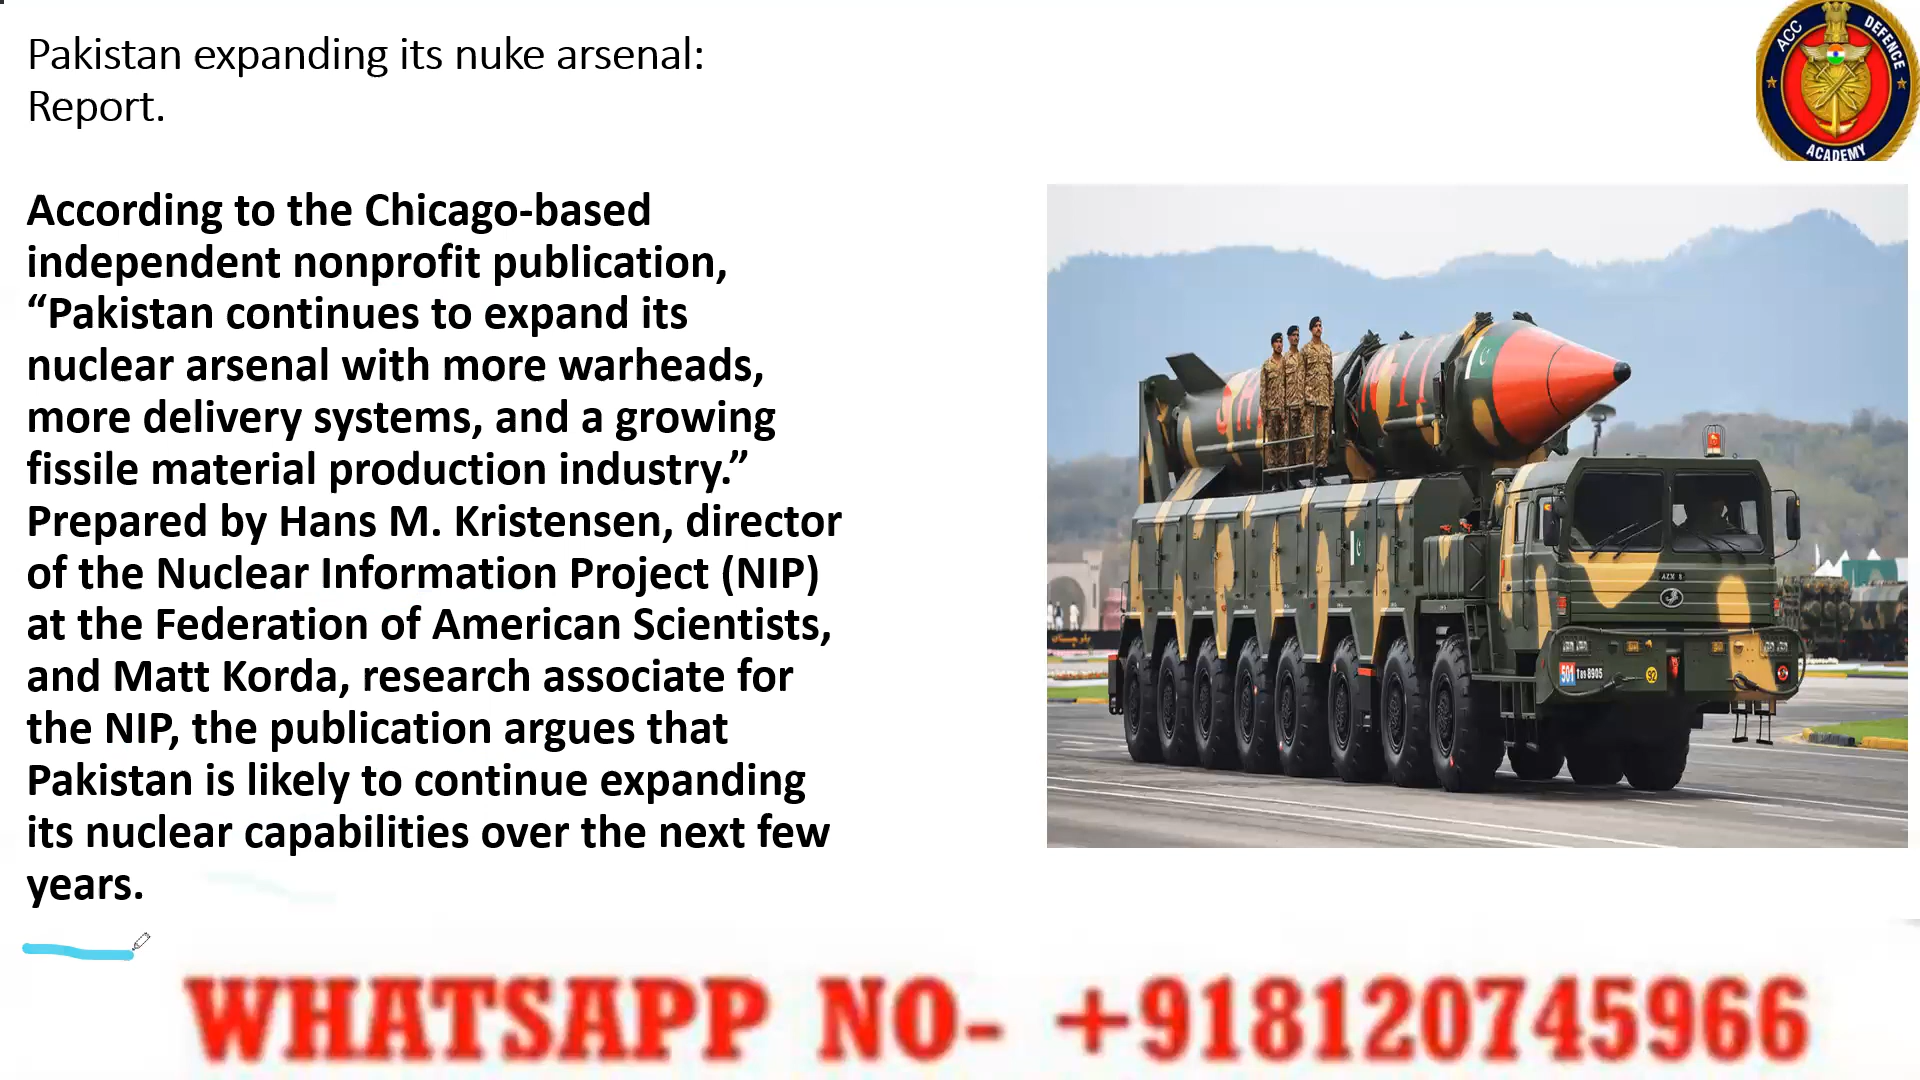 Pakistan expanding its nuke arsenal:
Report.
ACC DEFENCE
ACADEMY
According to the Chicago-based
independent nonprofit publication,
“Pakistan continues to expand its
nuclear arsenal with more warheads,
more delivery systems, and a growing
fissile material production industry.”
Prepared by Hans M. Kristensen, director
of the Nuclear Information Project (NIP)
at the Federation of American Scientists,
and Matt Korda, research associate for
the NIP, the publication argues that
Pakistan is likely to continue expanding
its nuclear capabilities over the next few
years.
501
92
WHATSAPP NO- +918120745966